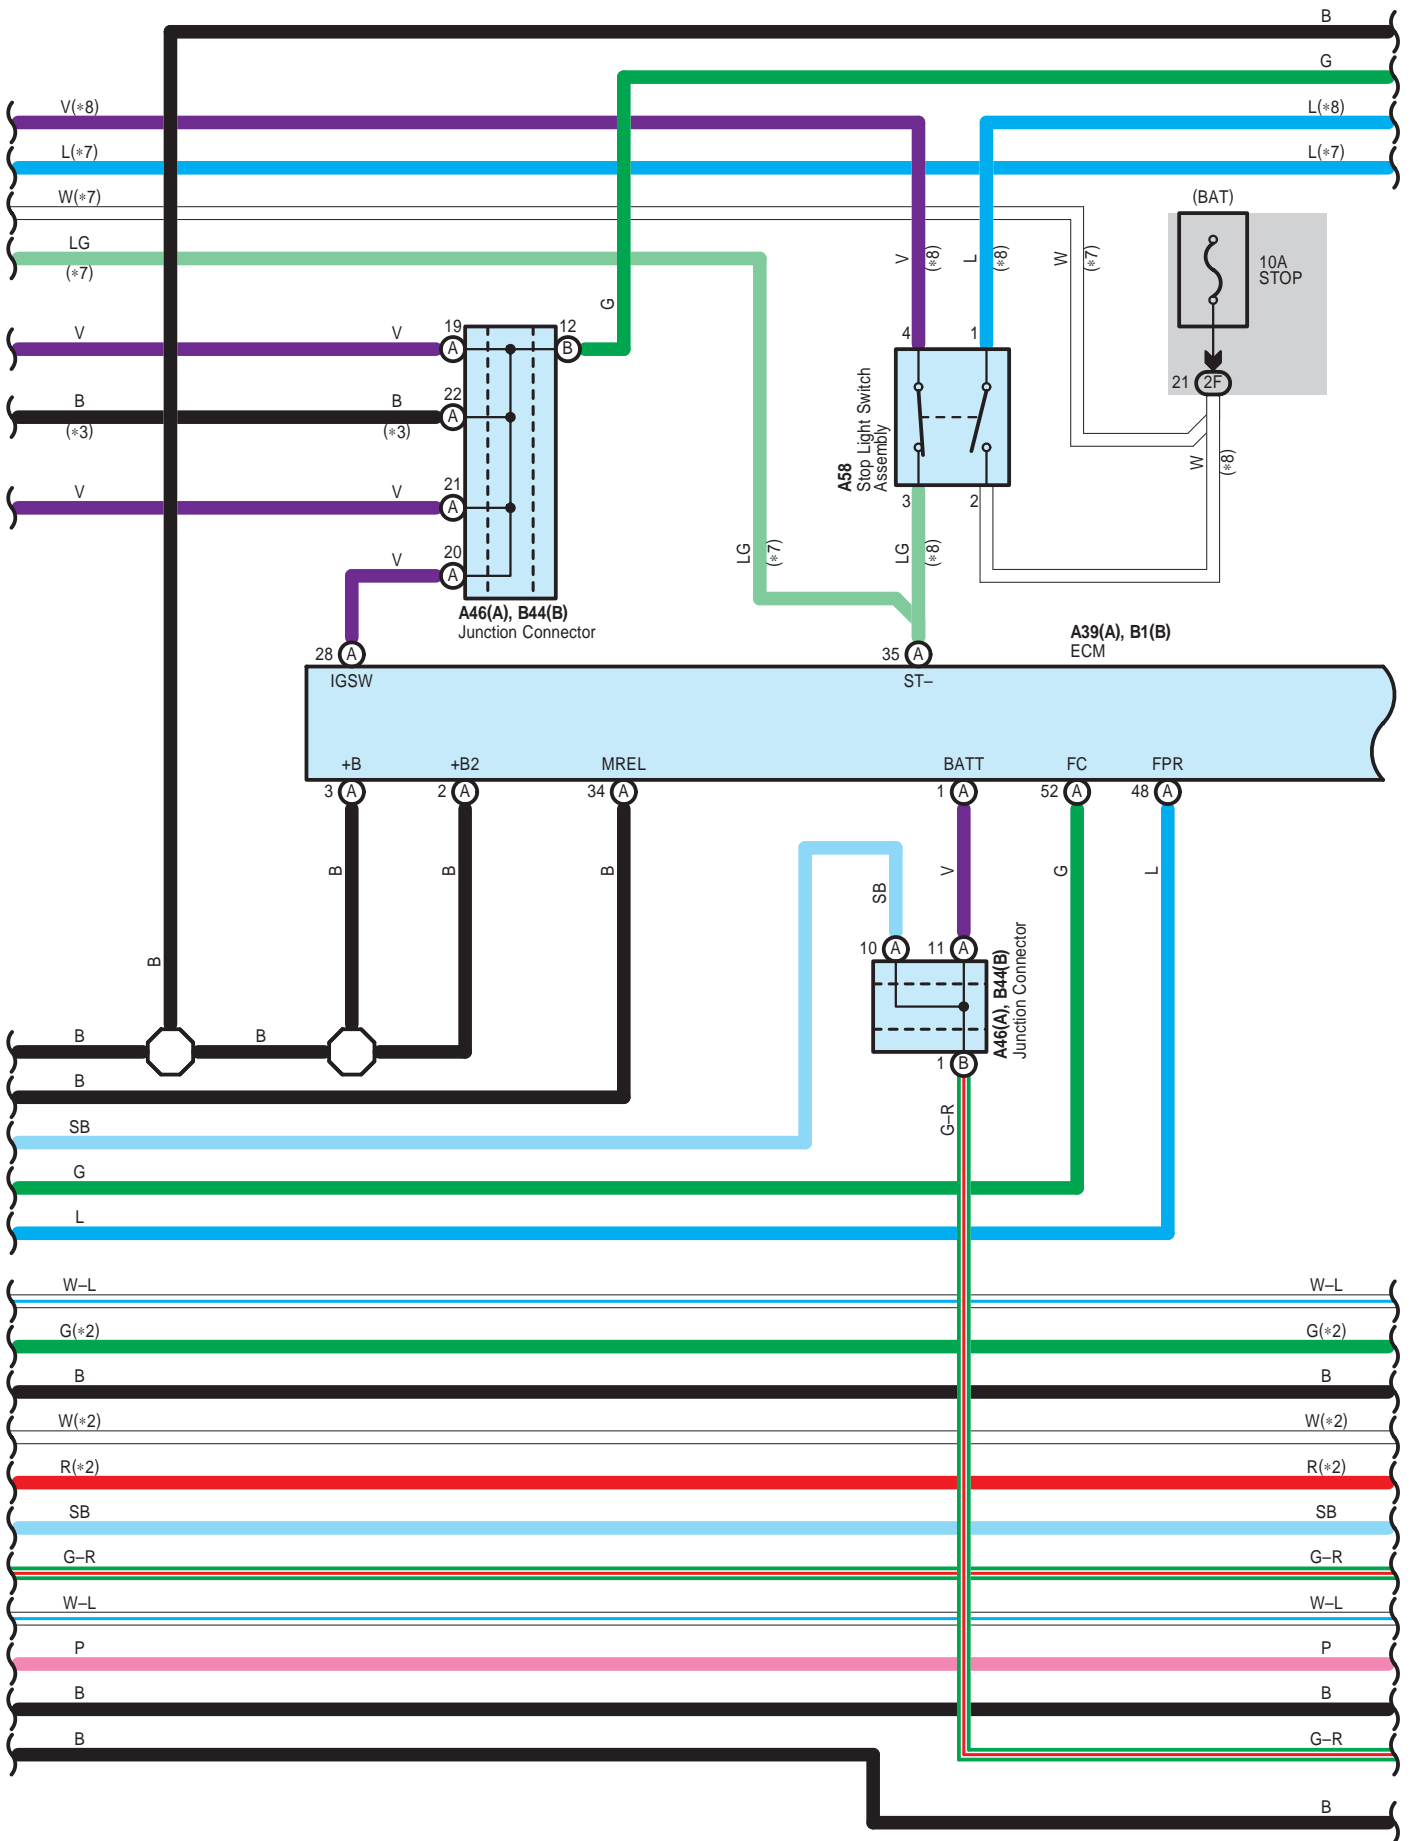 B
G
V(*8)
L(*8)
L(*7)
L(*7)
W(*7)
(BAT)
LG
(*7)
V
(*8)
L
(*8)
W
(*7)
10A
STOP
G
V
V
19
A
12
B
4
1
21
2F
B
(*3)
B
(*3)
22
A
A58
Stop Light Switch
Assembly
W
(*8)
V
V
21
A
3
2
V
20
A
LG
(*7)
LG
(*8)
A46(A), B44(B)
Junction Connector
A39(A), B1(B)
ECM
28
A
35
A
IGSW
ST–
+B
+B2
MREL
BATT
FC
FPR
3
A
2
A
34
A
1
A
52
A
48
A
B
B
B
SB
V
G
L
10
A
11
A
B
A46(A), B44(B)
Junction Connector
B
B
1
B
B
G–R
SB
G
L
W–L
W–L
G(*2)
G(*2)
B
B
W(*2)
W(*2)
R(*2)
R(*2)
SB
SB
G–R
G–R
W–L
W–L
P
P
B
B
B
G–R
B